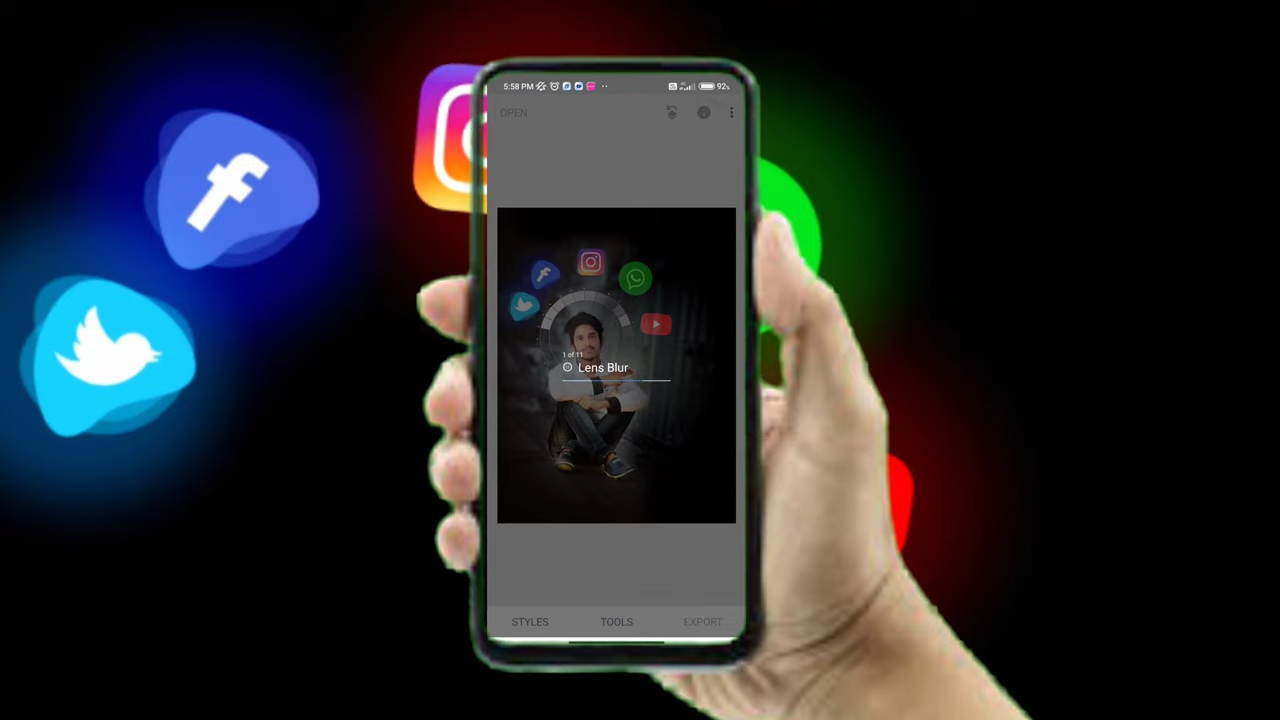 5:58 PM
92%
OPEN
1 of 11
Lens Blur
STYLES TOOLS EXPORT